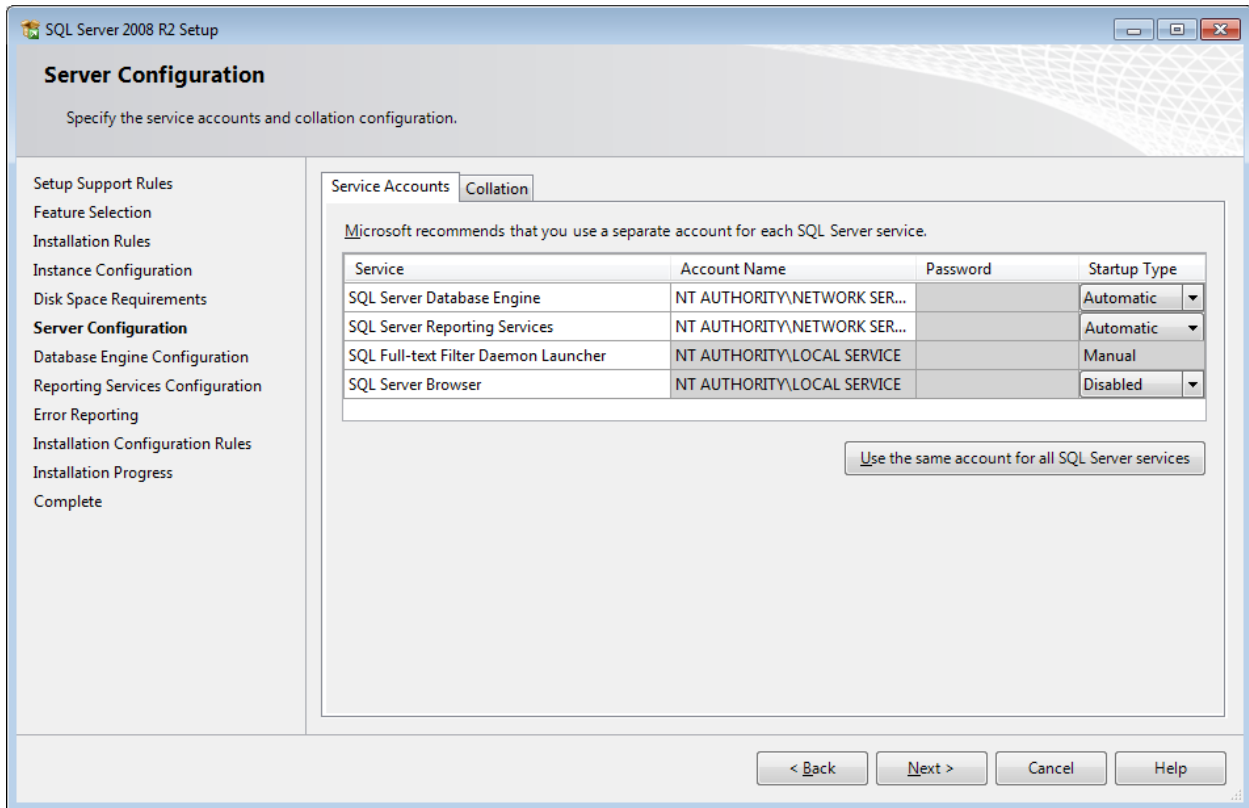 SQL Server 2008 R2 Setup
Server Configuration
Specify the service accounts and collation configuration.
Setup Support Rules
Feature Selection
Installation Rules
Instance Configuration
Disk Space Requirements
Server Configuration
Database Engine Configuration
Reporting Services Configuration
Error Reporting
Installation Configuration Rules
Installation Progress
Complete
Service Accounts Collation
Microsoft recommends that you use a separate account for each SQL Server service.
Service Account Name Password Startup Type
SQL Server Database Engine NT AUTHORITY\NETWORK SER... Automatic
SQL Server Reporting Services NT AUTHORITY\NETWORK SER... Automatic
SQL Full-text Filter Daemon Launcher NT AUTHORITY\LOCAL SERVICE Manual
SQL Server Browser NT AUTHORITY\LOCAL SERVICE Disabled
Use the same account for all SQL Server services
< Back Next > Cancel Help